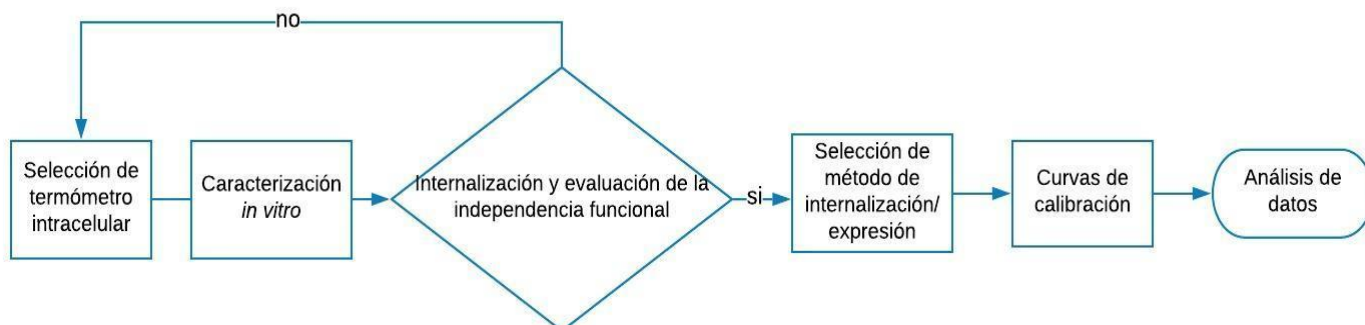 no
Selección de
termómetro
intracelular
Caracterización
in vitro
Internalización y evaluación de la
independencia funcional
si
Selección de
método de
internalización/
expresión
Curvas de
calibración
Análisis de
datos